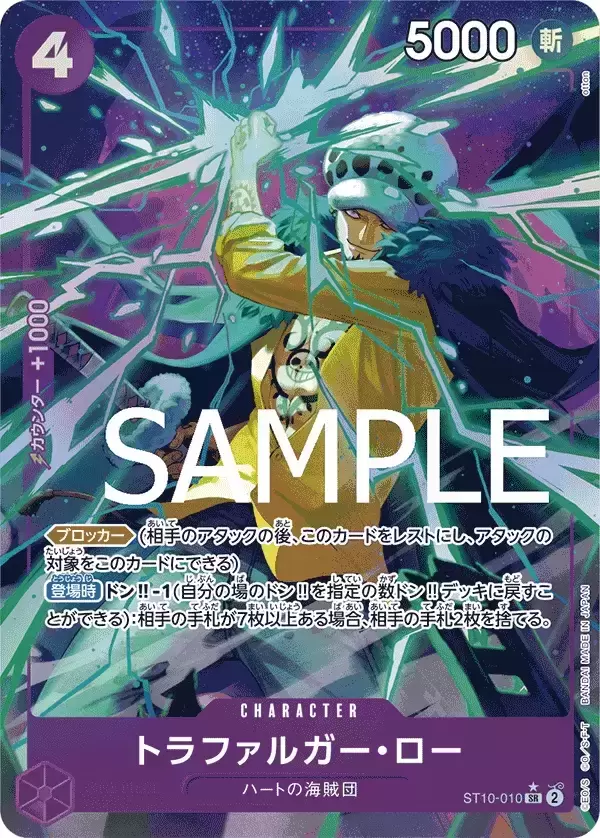 4
5000 斬
otton
カウンター +1000
SAMPLE
ブロッカー (相手のアタックの後、このカードをレストにし、アタックの
対象をこのカードにできる)
登場時 ドン!!-1(自分の場のドン!!を指定の数ドン!!デッキに戻すこ
とができる):相手の手札が7枚以上ある場合、相手の手札2枚を捨てる.
CHARACTER
トラファルガー・ロー
ハートの海賊団
ST10-010 SR 2
©E.O/S ©O./S・F・T BANDAI MADE IN JAPAN